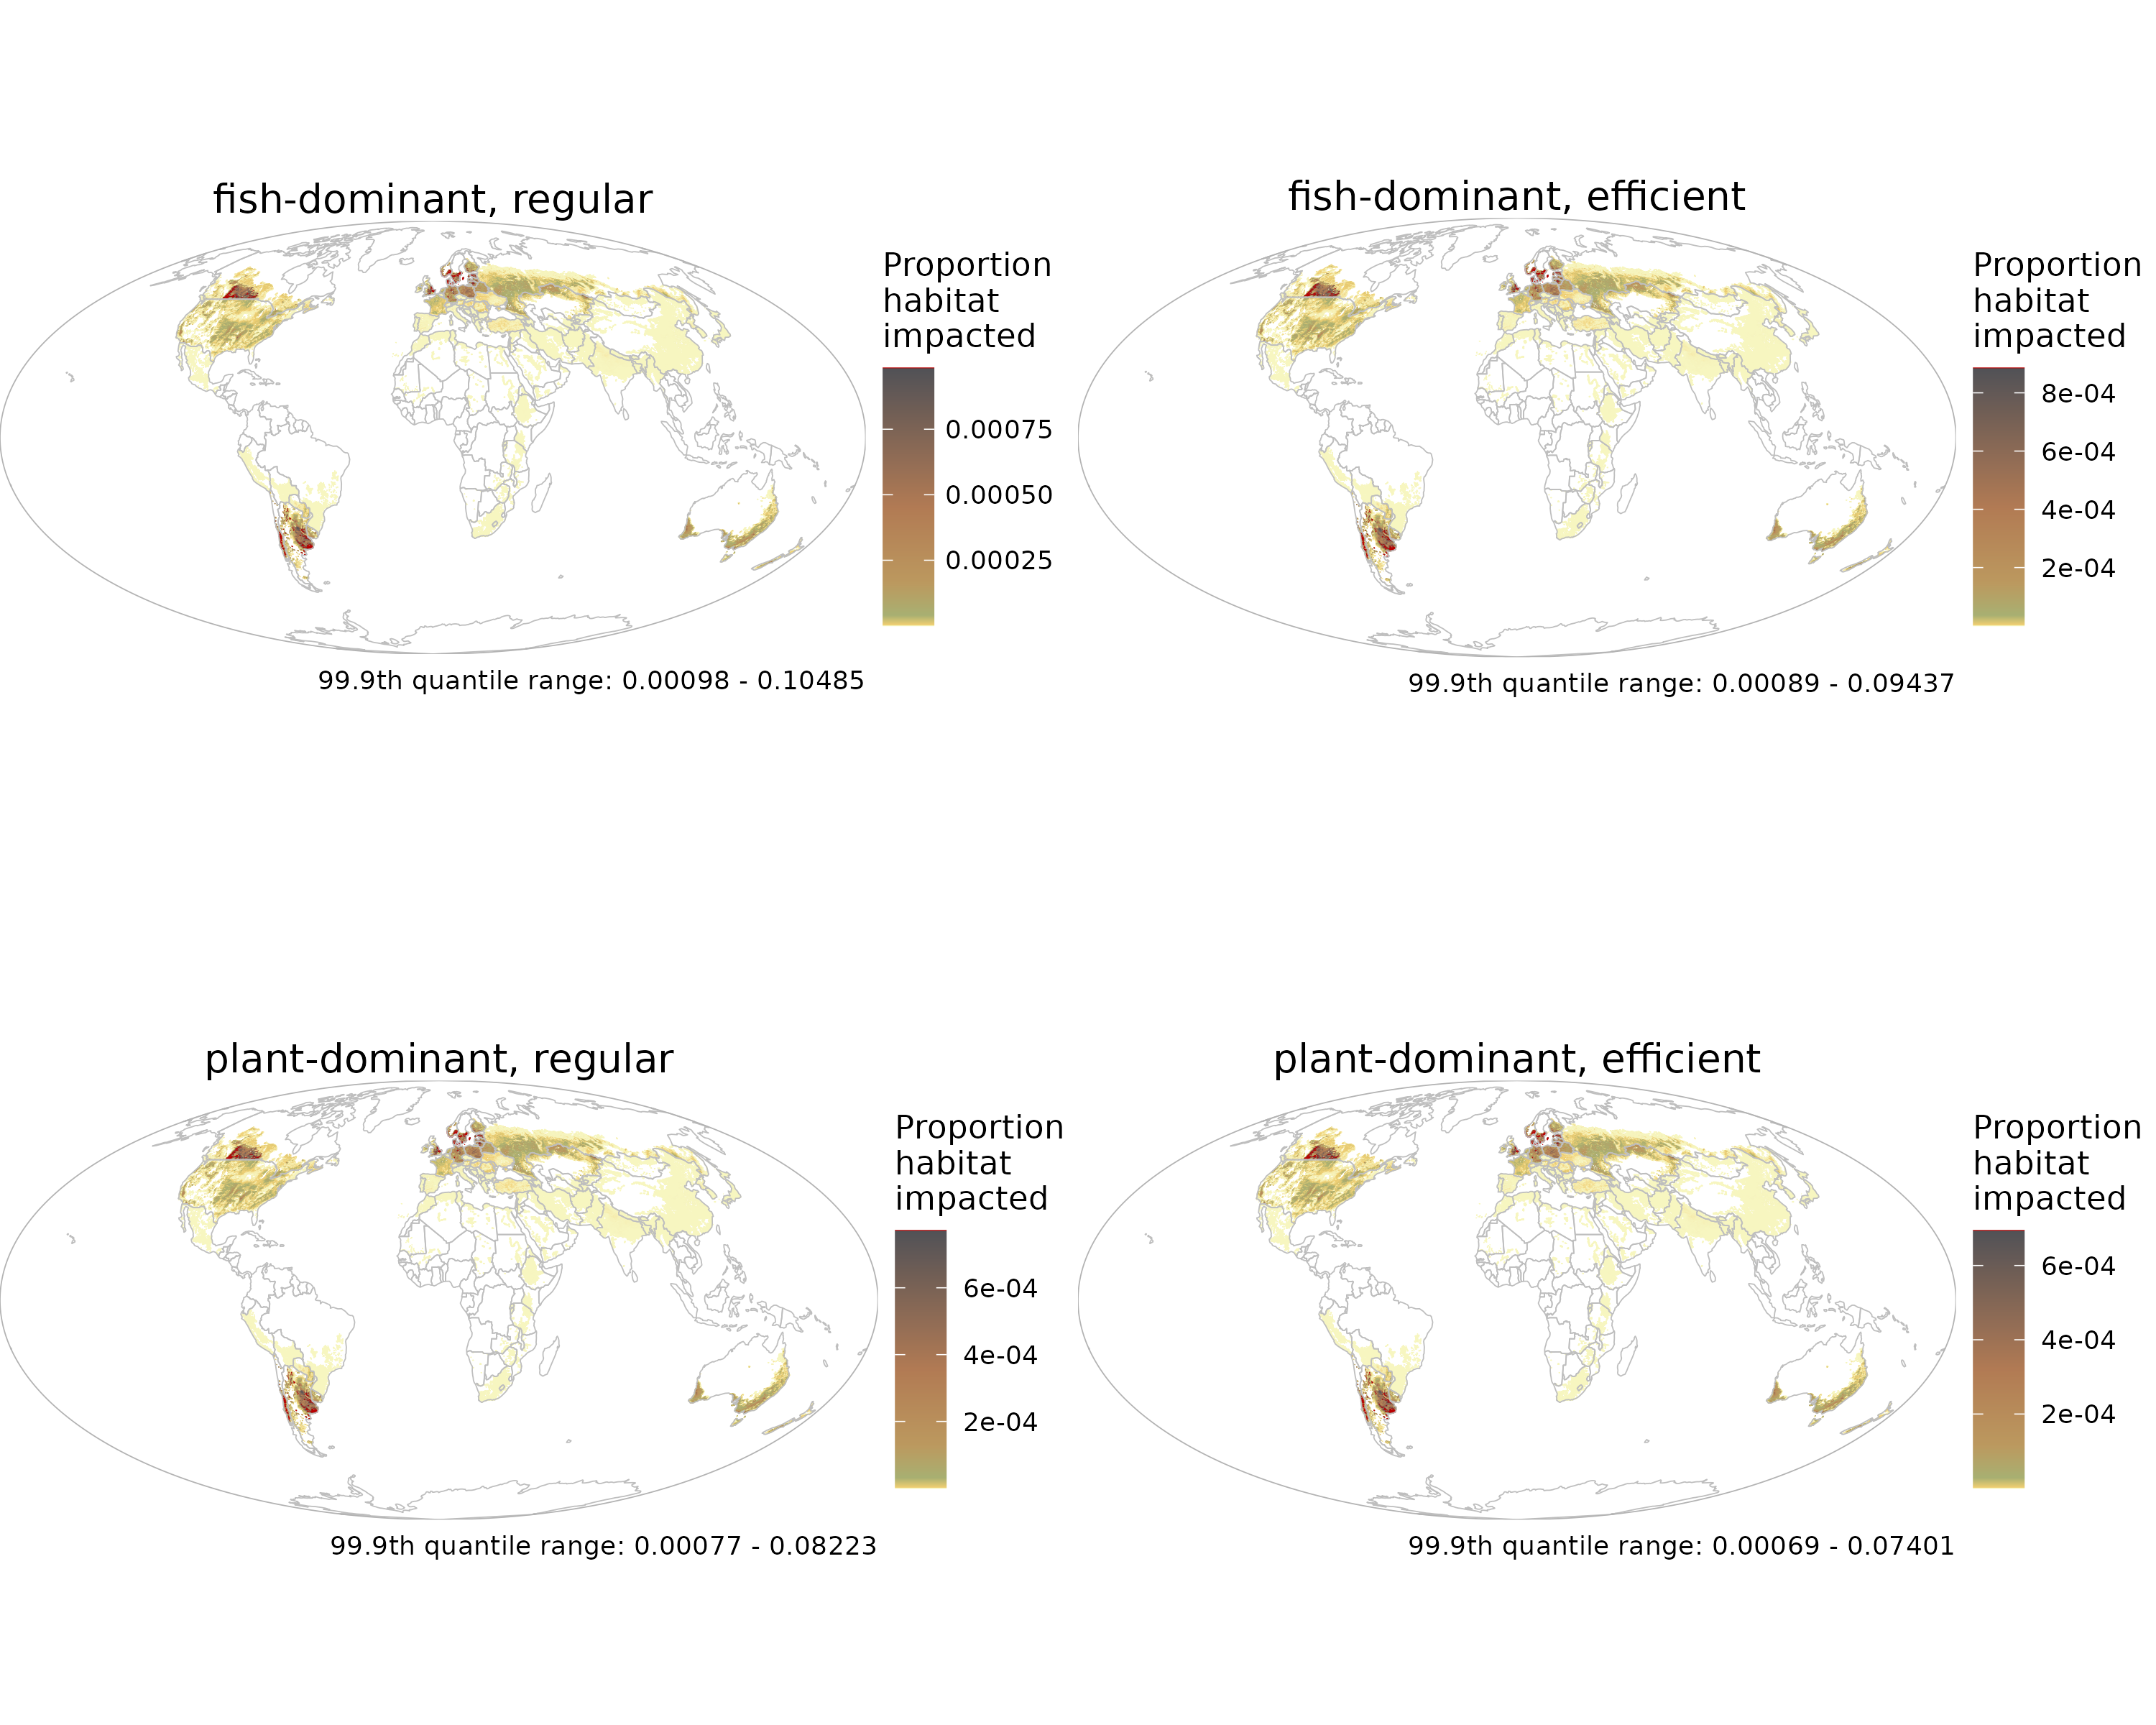 fish-dominant, regular
Proportion
habitat
impacted
0.00075
0.00050
0.00025
99.9th quantile range: 0.00098 - 0.10485
fish-dominant, efficient
Proportion
habitat
impacted
8e-04
6e-04
4e-04
2e-04
99.9th quantile range: 0.00089 - 0.09437
plant-dominant, regular
Proportion
habitat
impacted
6e-04
4e-04
2e-04
99.9th quantile range: 0.00077 - 0.08223
plant-dominant, efficient
Proportion
habitat
impacted
6e-04
4e-04
2e-04
99.9th quantile range: 0.00069 - 0.07401